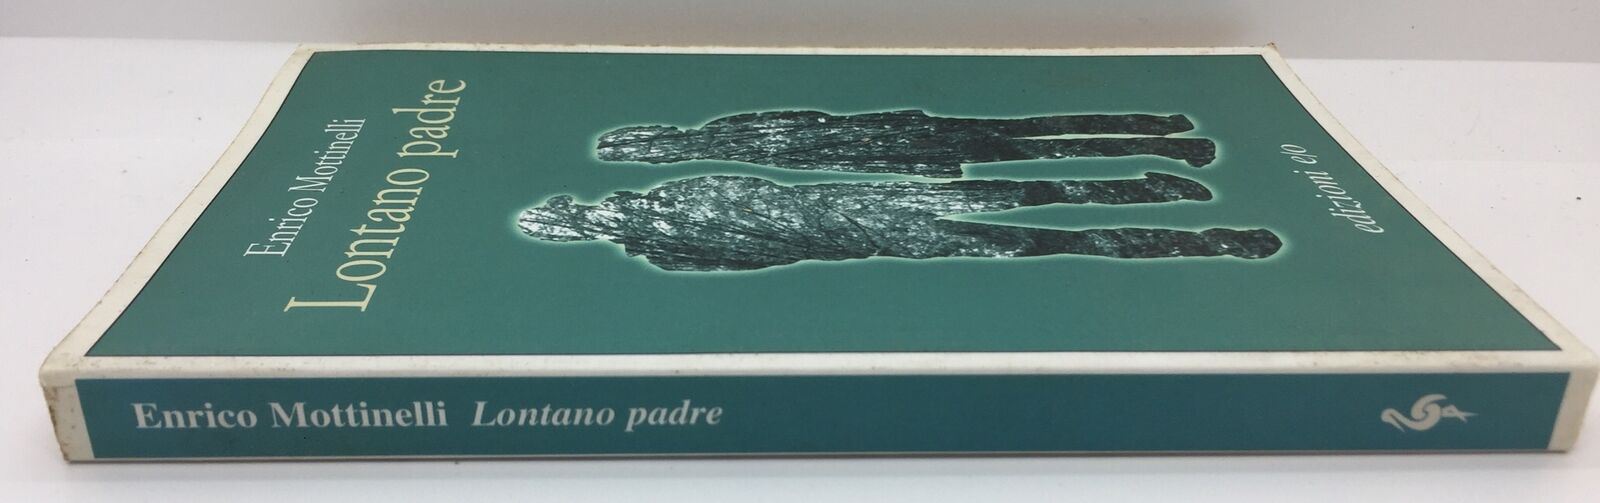 Enrico Mottinelli
Lontano padre
edizioni e/o
Enrico Mottinelli Lontano padre